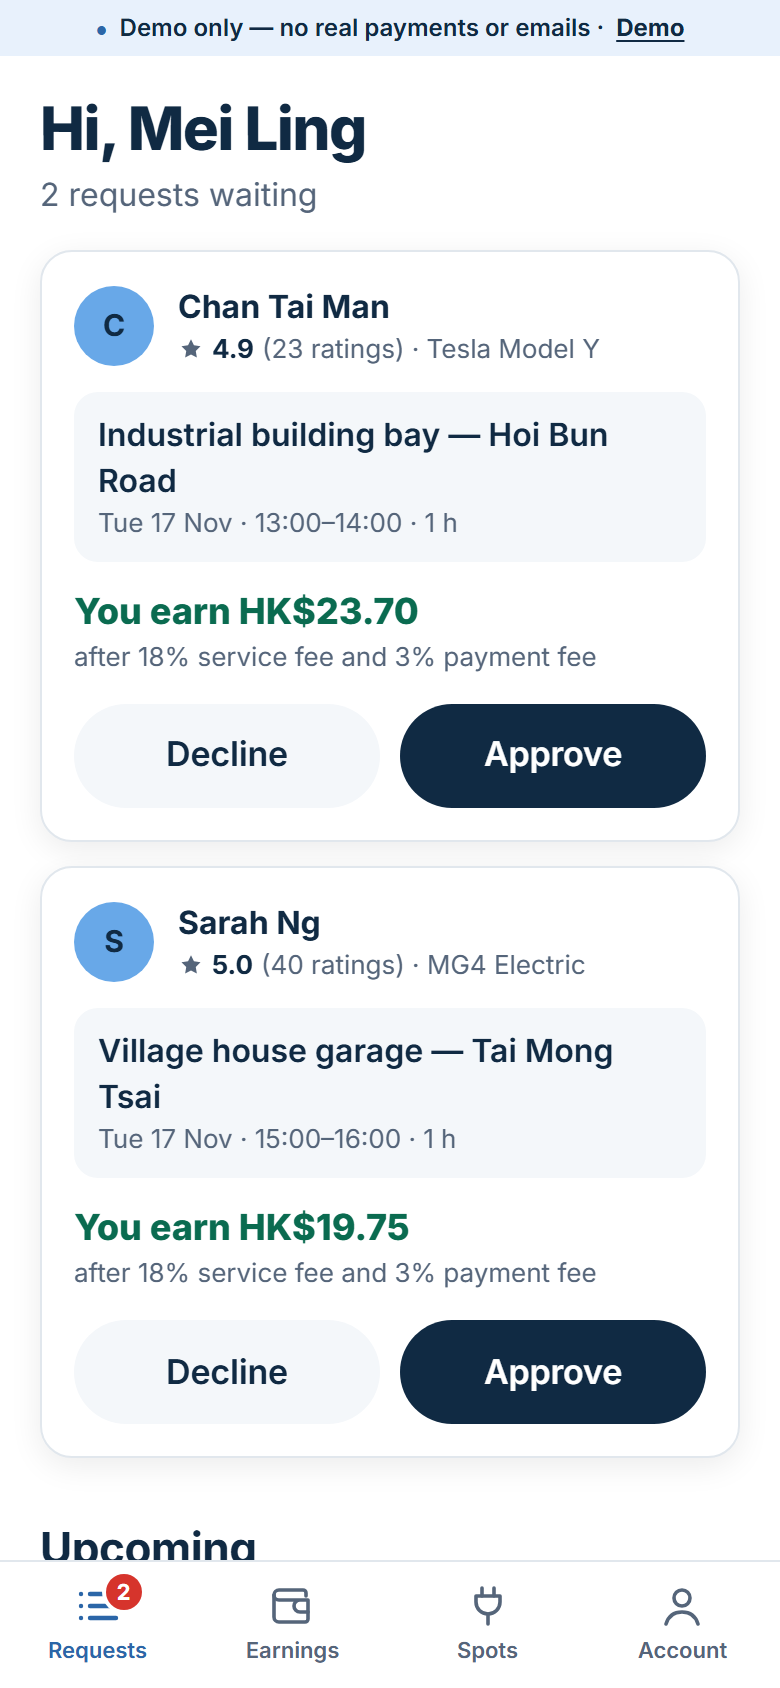 Demo only — no real payments or emails · Demo
Hi, Mei Ling
2 requests waiting
C
Chan Tai Man
★ 4.9 (23 ratings) · Tesla Model Y
Industrial building bay — Hoi Bun
Road
Tue 17 Nov · 13:00–14:00 · 1 h
You earn HK$23.70
after 18% service fee and 3% payment fee
Decline
Approve
S
Sarah Ng
★ 5.0 (40 ratings) · MG4 Electric
Village house garage — Tai Mong
Tsai
Tue 17 Nov · 15:00–16:00 · 1 h
You earn HK$19.75
after 18% service fee and 3% payment fee
Decline
Approve
Upcoming
2
Requests
Earnings
Spots
Account